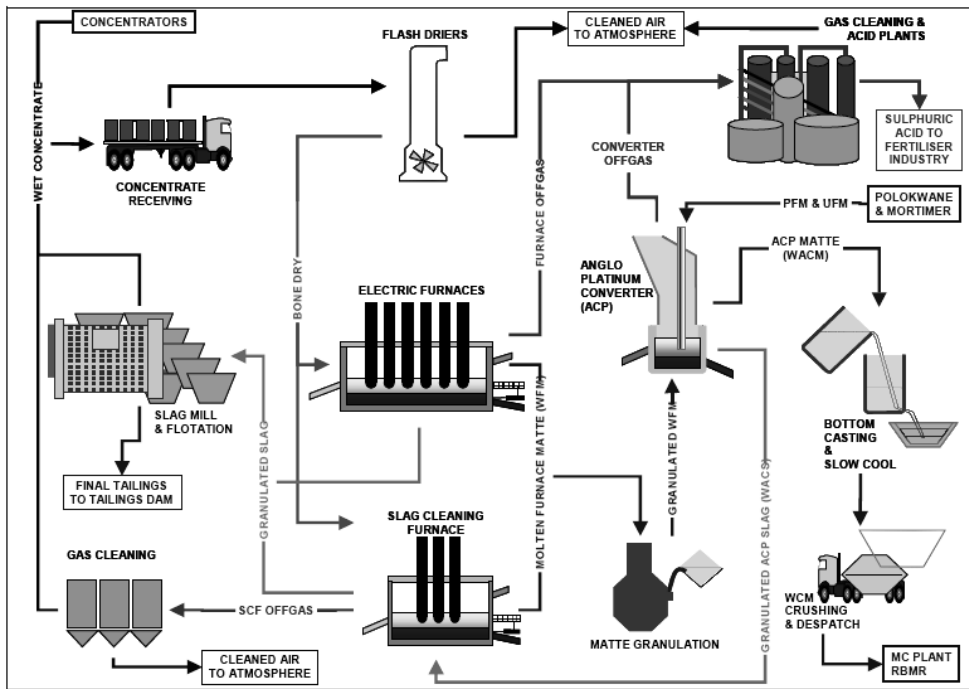 CONCENTRATORS
FLASH DRIERS
CLEANED AIR
TO ATMOSPHERE
GAS CLEANING &
ACID PLANTS
WET CONCENTRATE
CONCENTRATE
RECEIVING
FURNACE OFFGAS
CONVERTER
OFFGAS
SULPHURIC
ACID TO
FERTILISER
INDUSTRY
PFM & UFM
POLOKWANE
& MORTIMER
BONE DRY
ELECTRIC FURNACES
ANGLO
PLATINUM
CONVERTER
(ACP)
ACP MATTE
(WACM)
SLAG MILL
& FLOTATION
GRANULATED SLAG
MOLTEN FURNACE MATTE (WFM)
GRANULATED WFM
BOTTOM
CASTING
&
SLOW COOL
FINAL TAILINGS
TO TAILINGS DAM
SLAG CLEANING
FURNACE
GRANULATED ACP SLAG (WACS)
GAS CLEANING
SCF OFFGAS
MATTE GRANULATION
WCM
CRUSHING
& DESPATCH
CLEANED AIR
TO ATMOSPHERE
MC PLANT
RBMR